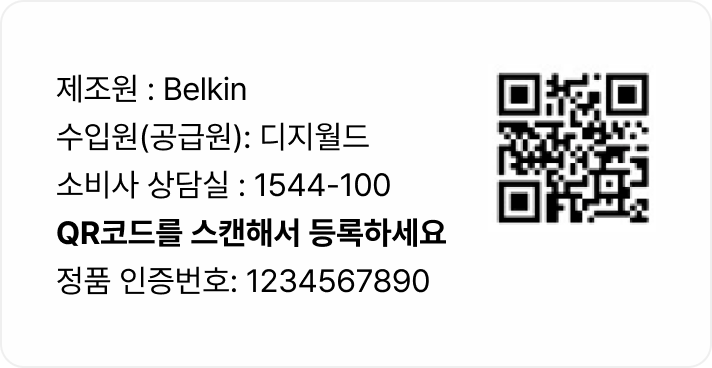 제조원 : Belkin
수입원(공급원): 디지월드
소비사 상담실 : 1544-100
QR코드를 스캔해서 등록하세요
정품 인증번호: 1234567890